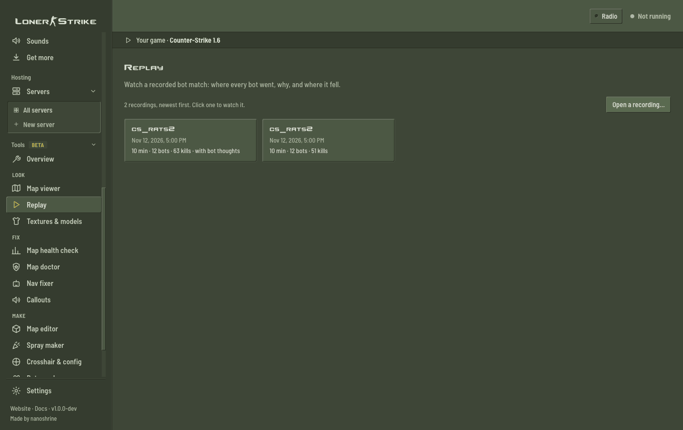 LonerStrike
Radio
Not running
Your game · Counter-Strike 1.6
Sounds
Get more
Hosting
Servers
All servers
New server
Tools BETA
Overview
LOOK
Map viewer
Replay
Textures & models
FIX
Map health check
Map doctor
Nav fixer
Callouts
MAKE
Map editor
Spray maker
Crosshair & config
Settings
Website · Docs · v1.0.0-dev
Made by nanoshrine
Replay
Watch a recorded bot match: where every bot went, why, and where it fell.
2 recordings, newest first. Click one to watch it.
Open a recording...
cs_rats2
Nov 12, 2026, 5:00 PM
10 min · 12 bots · 63 kills · with bot thoughts
cs_rats2
Nov 12, 2026, 5:00 PM
10 min · 12 bots · 51 kills